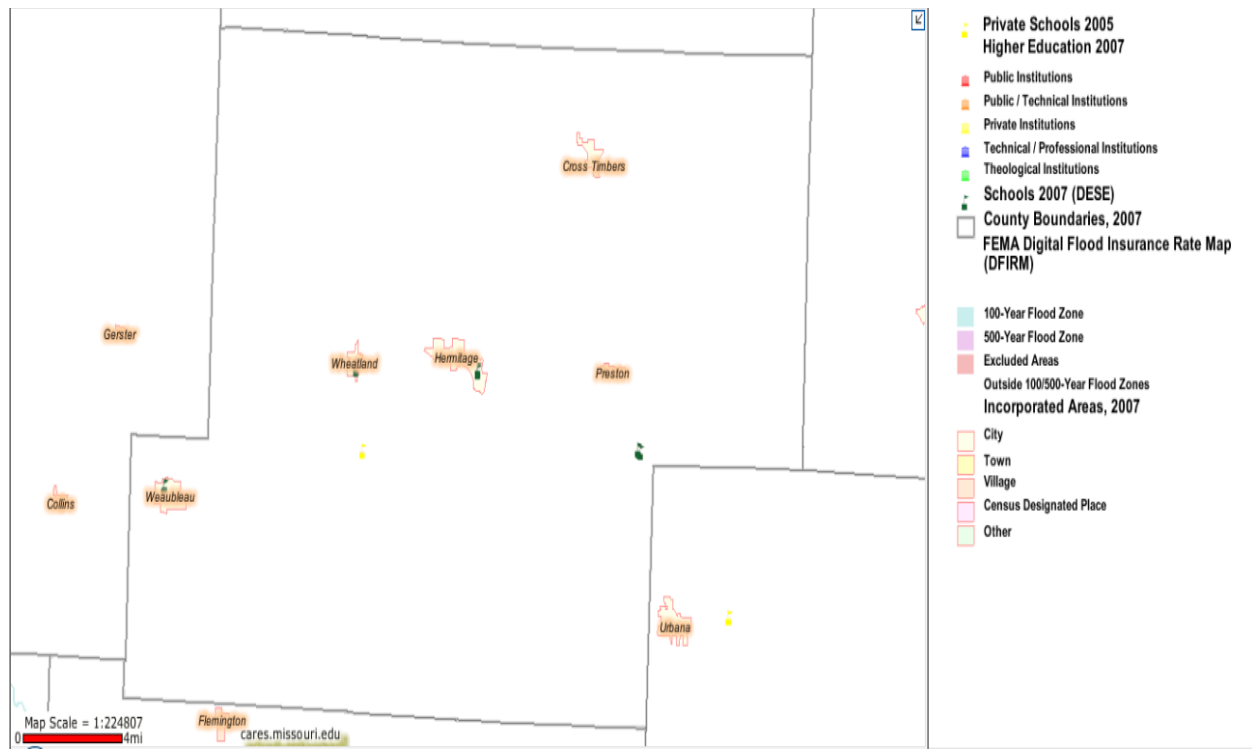 Cross Timbers
Gerster
Wheatland
Hermitage
Preston
Collins
Weaubleau
Urbana
Flemington
Map Scale = 1:224807
0 4mi
cares.missouri.edu
Private Schools 2005
Higher Education 2007
Public Institutions
Public / Technical Institutions
Private Institutions
Technical / Professional Institutions
Theological Institutions
Schools 2007 (DESE)
County Boundaries, 2007
FEMA Digital Flood Insurance Rate Map
(DFIRM)
100-Year Flood Zone
500-Year Flood Zone
Excluded Areas
Outside 100/500-Year Flood Zones
Incorporated Areas, 2007
City
Town
Village
Census Designated Place
Other